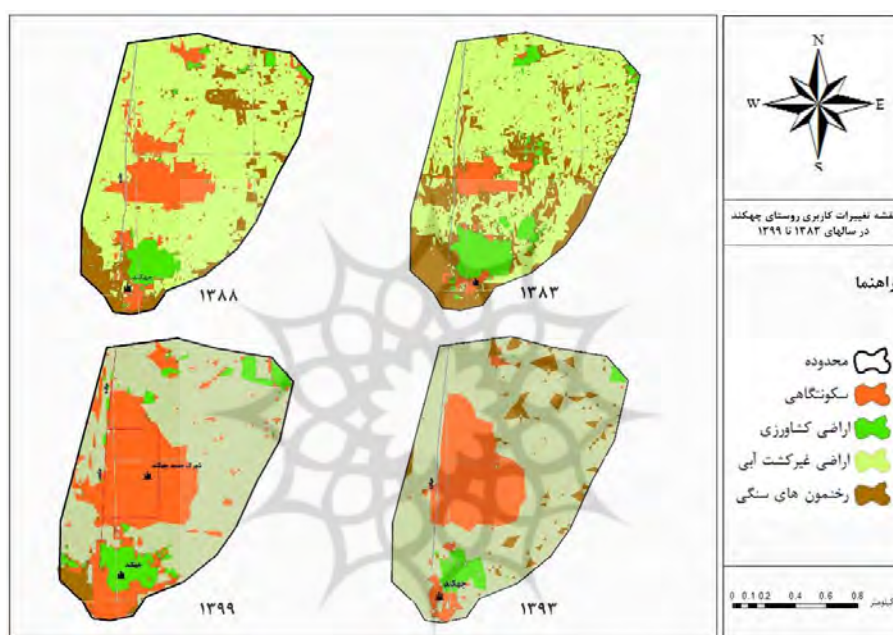 N
W E
S
نقشه تغییرات کاربری روستای چهکند
در سالهای ۱۳۸۳ تا ۱۳۹۹
راهنما
محدوده
سکونتگاهی
اراضی کشاورزی
اراضی غیرکشت آبی
رخنمون های سنگی
0 0.1 0.2 0.4 0.6 0.8
کیلومتر
چهکند
۱۳۸۸
۱۳۸۳
چهکند
۱۳۹۹
چهکند
۱۳۹۳